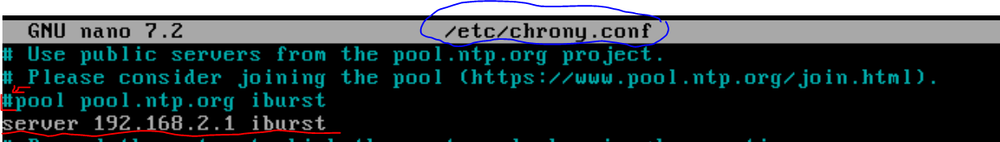 GNU nano 7.2 /etc/chrony.conf
# Use public servers from the pool.ntp.org project.
# Please consider joining the pool (https://www.pool.ntp.org/join.html).
#pool pool.ntp.org iburst
server 192.168.2.1 iburst